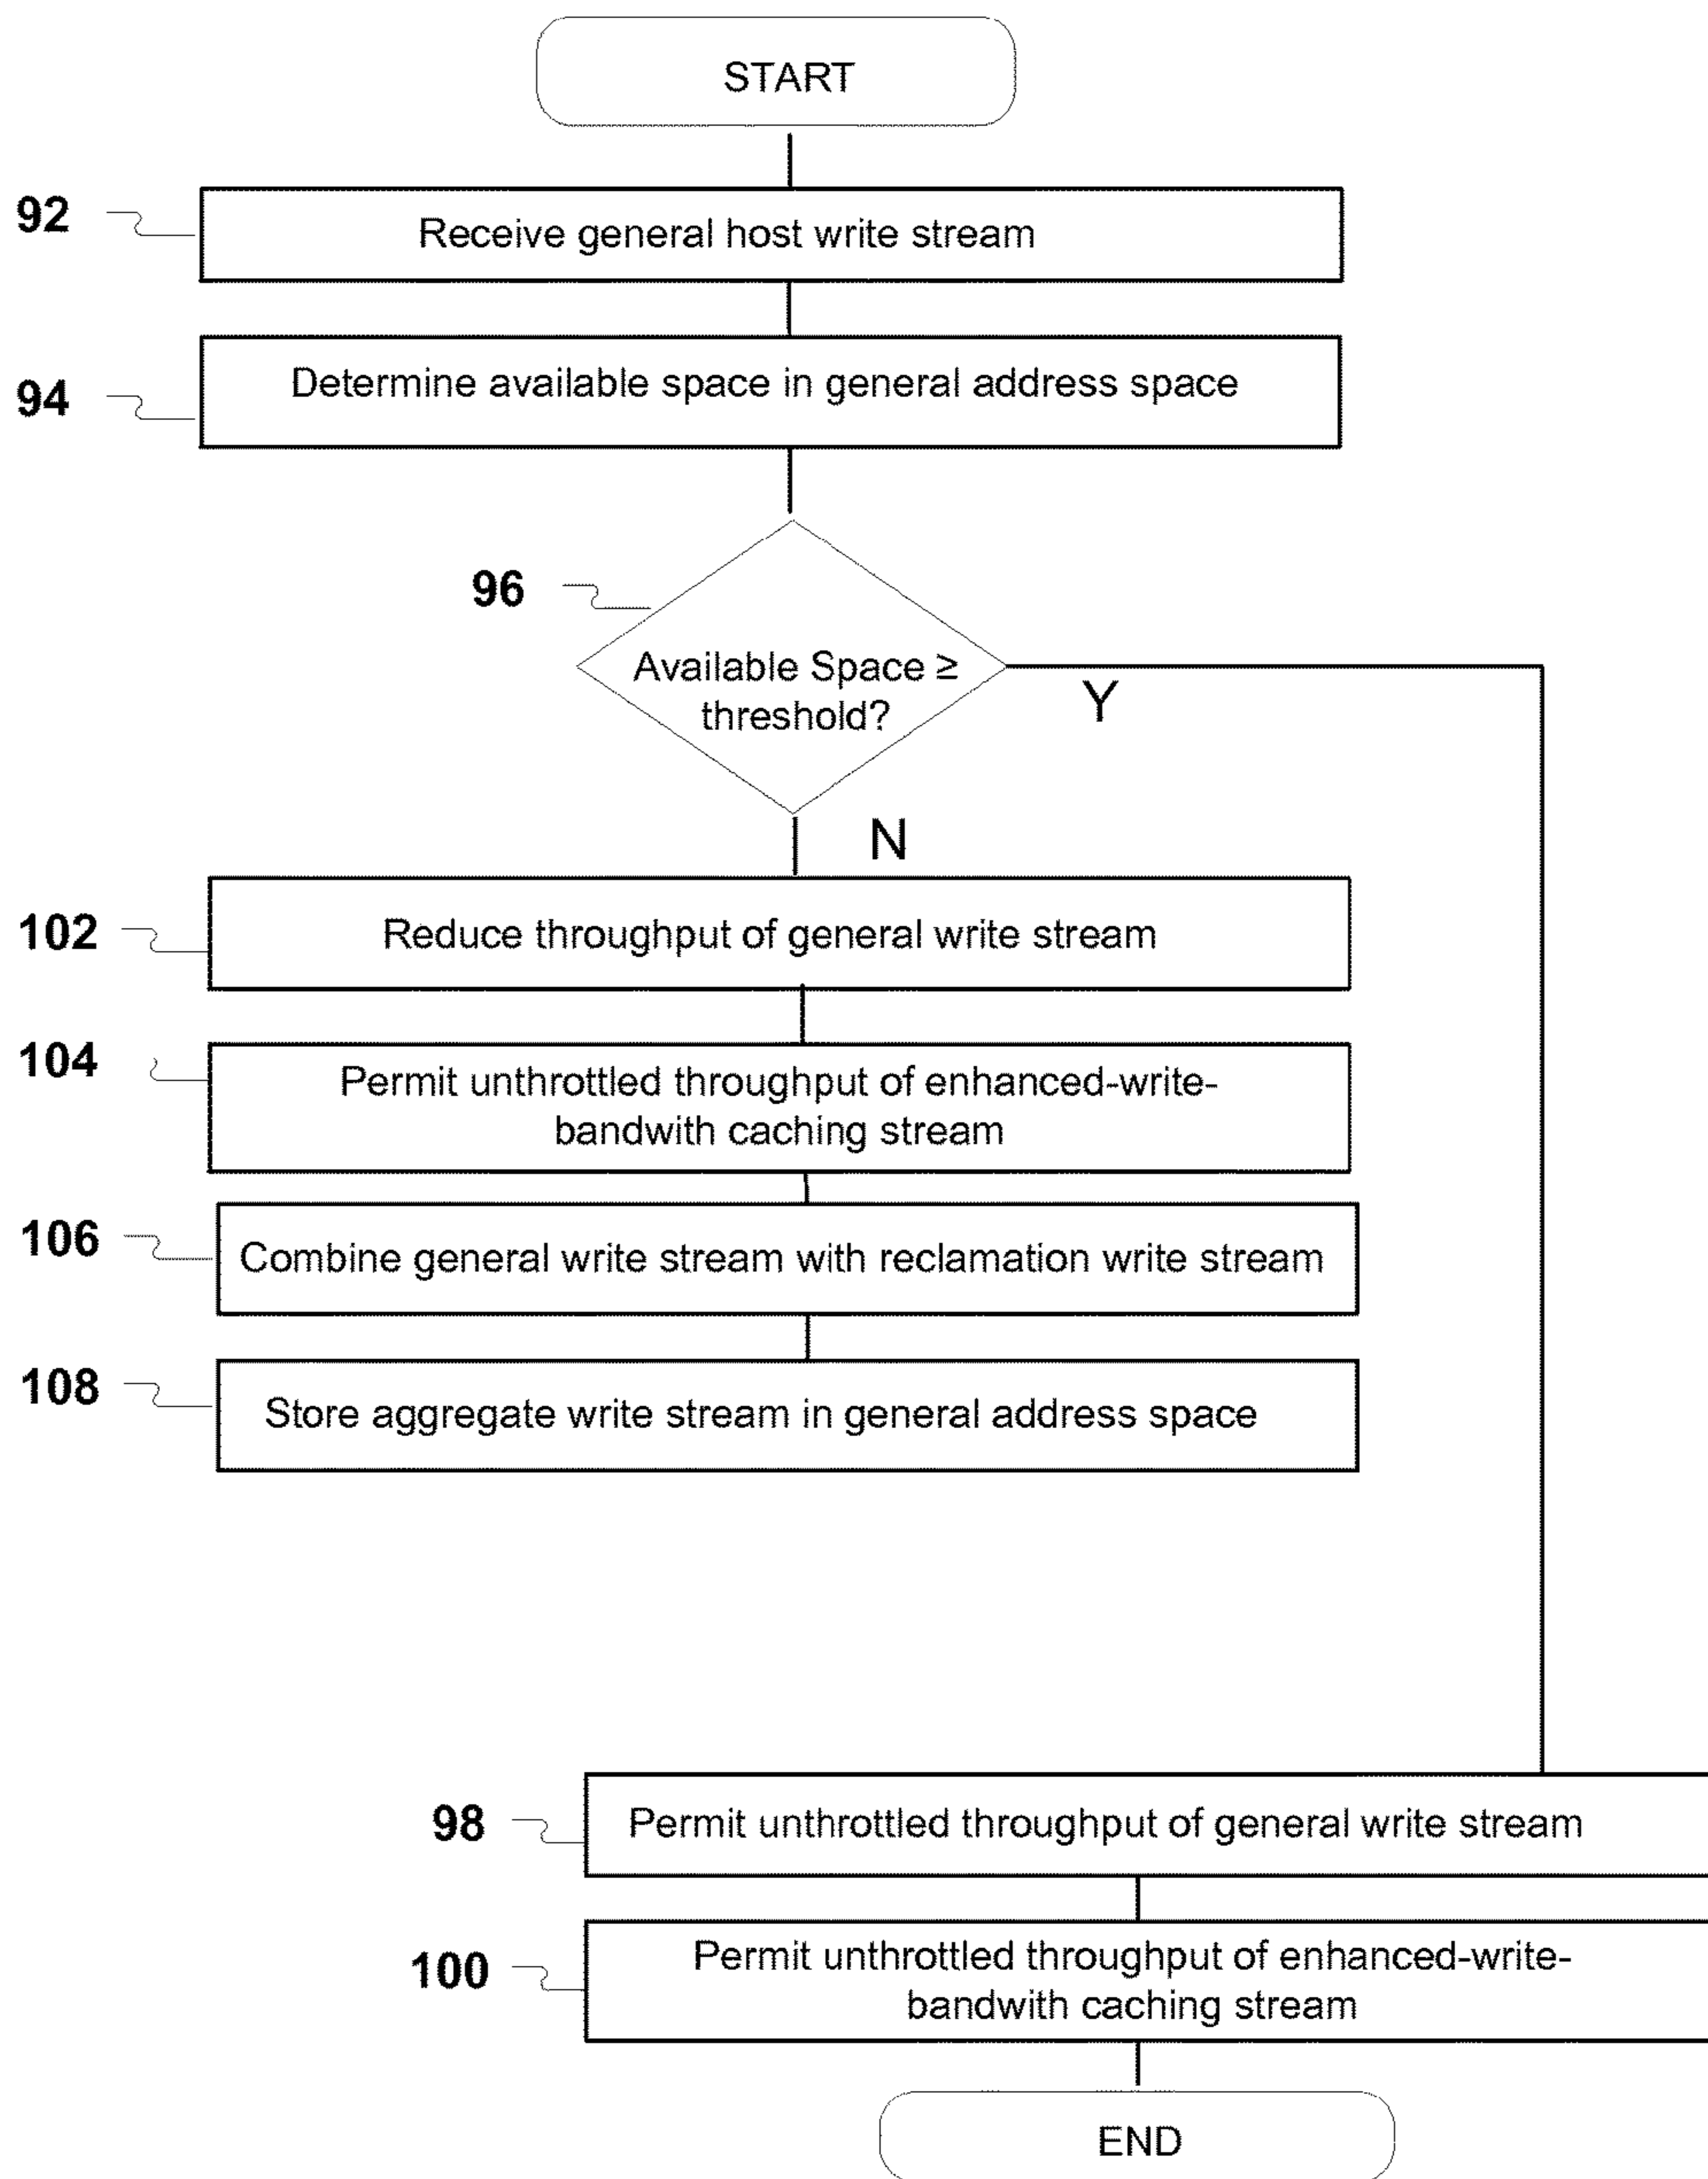 START
92
Receive general host write stream
94
Determine available space in general address space
96
Available Space ≥
threshold?
Y
N
102
Reduce throughput of general write stream
104
Permit unthrottled throughput of enhanced-write-
bandwith caching stream
106
Combine general write stream with reclamation write stream
108
Store aggregate write stream in general address space
98
Permit unthrottled throughput of general write stream
100
Permit unthrottled throughput of enhanced-write-
bandwith caching stream
END